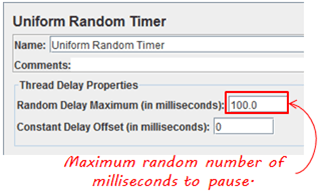 Uniform Random Timer
Name: Uniform Random Timer
Comments:
Thread Delay Properties
Random Delay Maximum (in milliseconds): 100.0
Constant Delay Offset (in milliseconds): 0
Maximum random number of
milliseconds to pause.